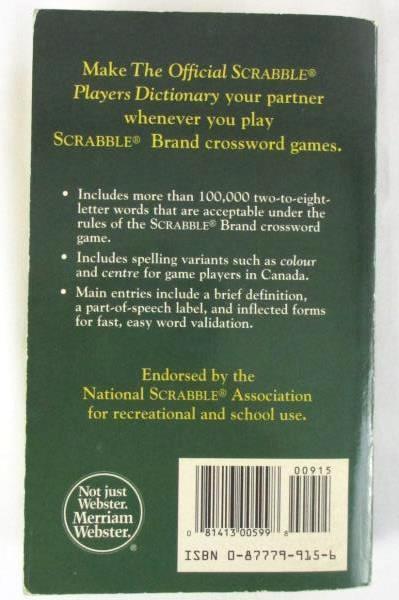 Make The Official SCRABBLE®
Players Dictionary your partner
whenever you play
SCRABBLE® Brand crossword games.
• Includes more than 100,000 two-to-eight-
letter words that are acceptable under the
rules of the SCRABBLE® Brand crossword
game.
• Includes spelling variants such as colour
and centre for game players in Canada.
• Main entries include a brief definition,
a part-of-speech label, and inflected forms
for fast, easy word validation.
Endorsed by the
National SCRABBLE® Association
for recreational and school use.
Not just
Webster.
Merriam
Webster.®
00915
0 81413 00599 8
ISBN 0-87779-915-6